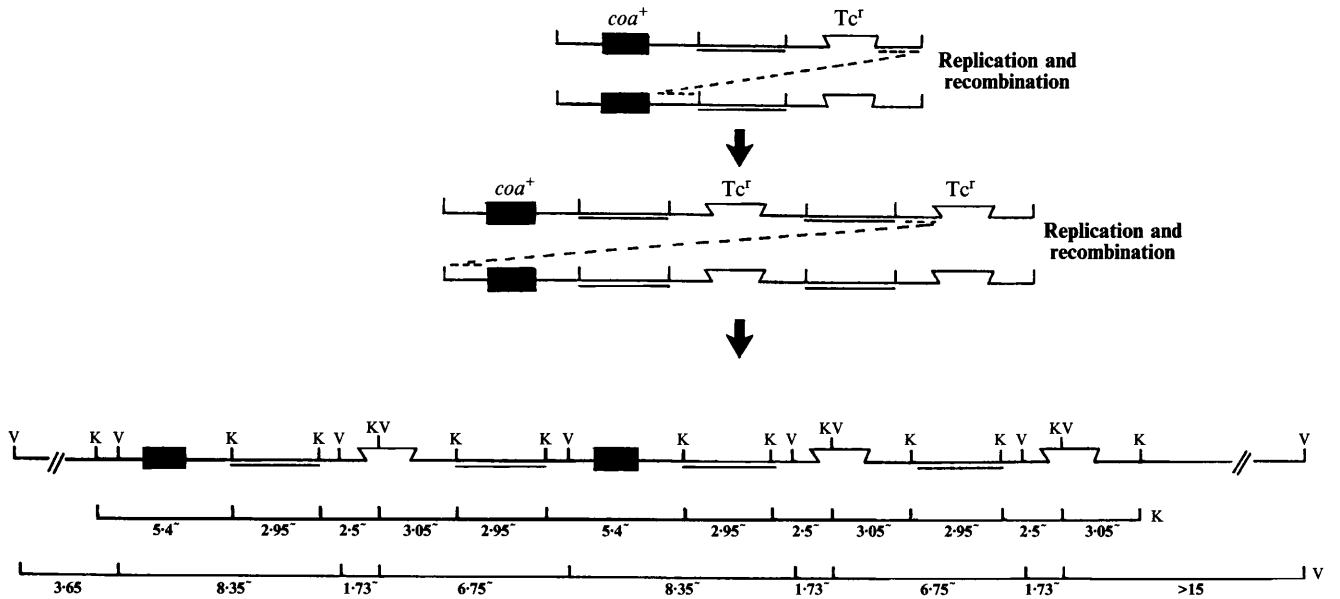 coa⁺ Tcʳ
Replication and
recombination
coa⁺ Tcʳ Tcʳ
Replication and
recombination
V K V K K V KV K K V K K V KV K K V KV K V
5·4~ 2·95~ 2·5~ 3·05~ 2·95~ 5·4~ 2·95~ 2·5~ 3·05~ 2·95~ 2·5~ 3·05~ K
3·65 8·35~ 1·73~ 6·75~ 8·35~ 1·73~ 6·75~ 1·73~ >15 V